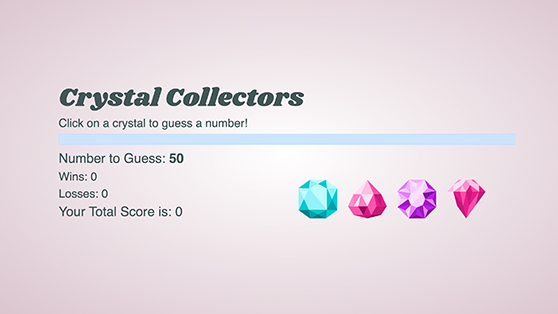 Crystal Collectors
Click on a crystal to guess a number!
Number to Guess: 50
Wins: 0
Losses: 0
Your Total Score is: 0